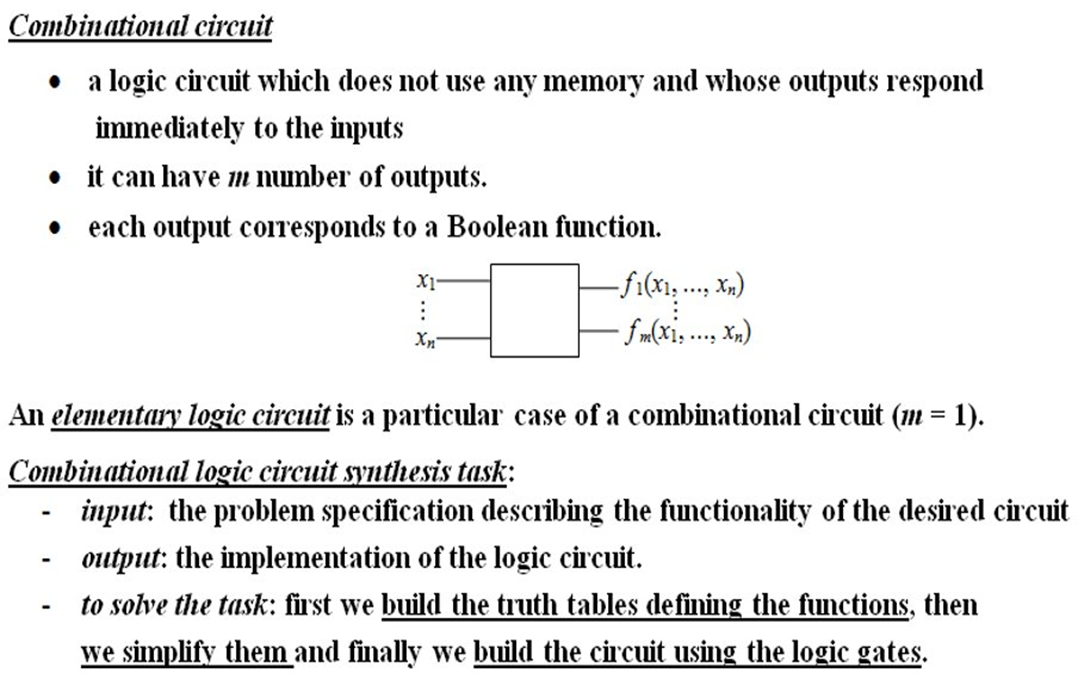 Combinational circuit
• a logic circuit which does not use any memory and whose outputs respond
immediately to the inputs
• it can have m number of outputs.
• each output corresponds to a Boolean function.
x1 f1(x1, ..., xn)
⋮ ⋮
xn fm(x1, ..., xn)
An elementary logic circuit is a particular case of a combinational circuit (m = 1).
Combinational logic circuit synthesis task:
- input: the problem specification describing the functionality of the desired circuit
- output: the implementation of the logic circuit.
- to solve the task: first we build the truth tables defining the functions, then
we simplify them and finally we build the circuit using the logic gates.